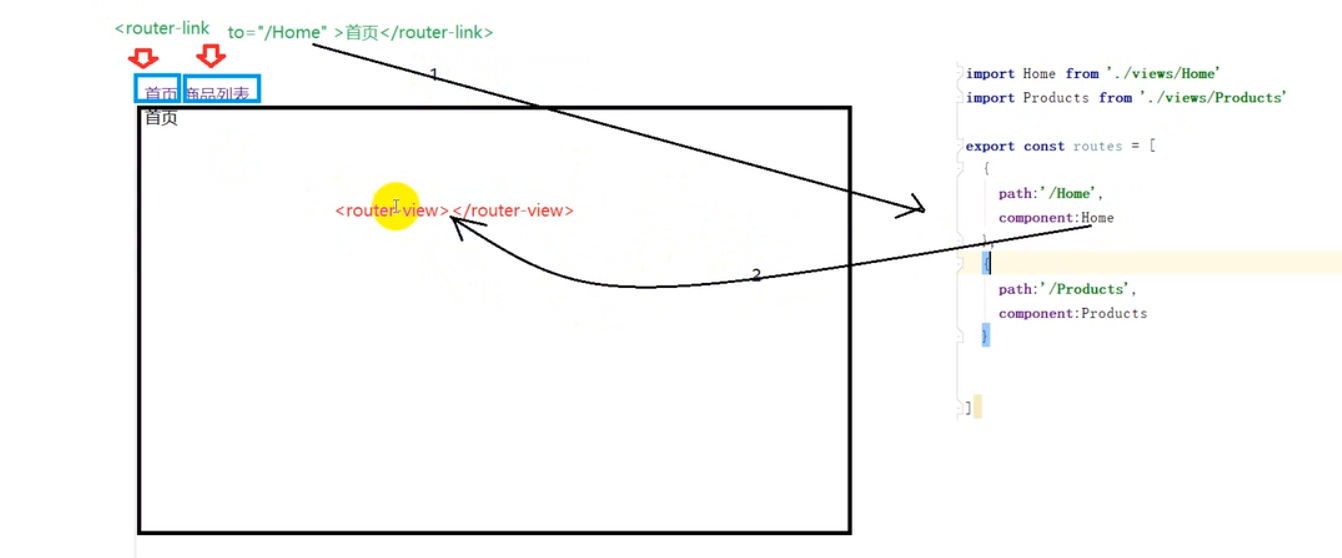 <router-link to="/Home" >首页</router-link>
1
首页 商品列表
首页
<router-view></router-view>
2
import Home from './views/Home'
import Products from './views/Products'
export const routes = [
{
path:'/Home',
component:Home
},
{
path:'/Products',
component:Products
}
]